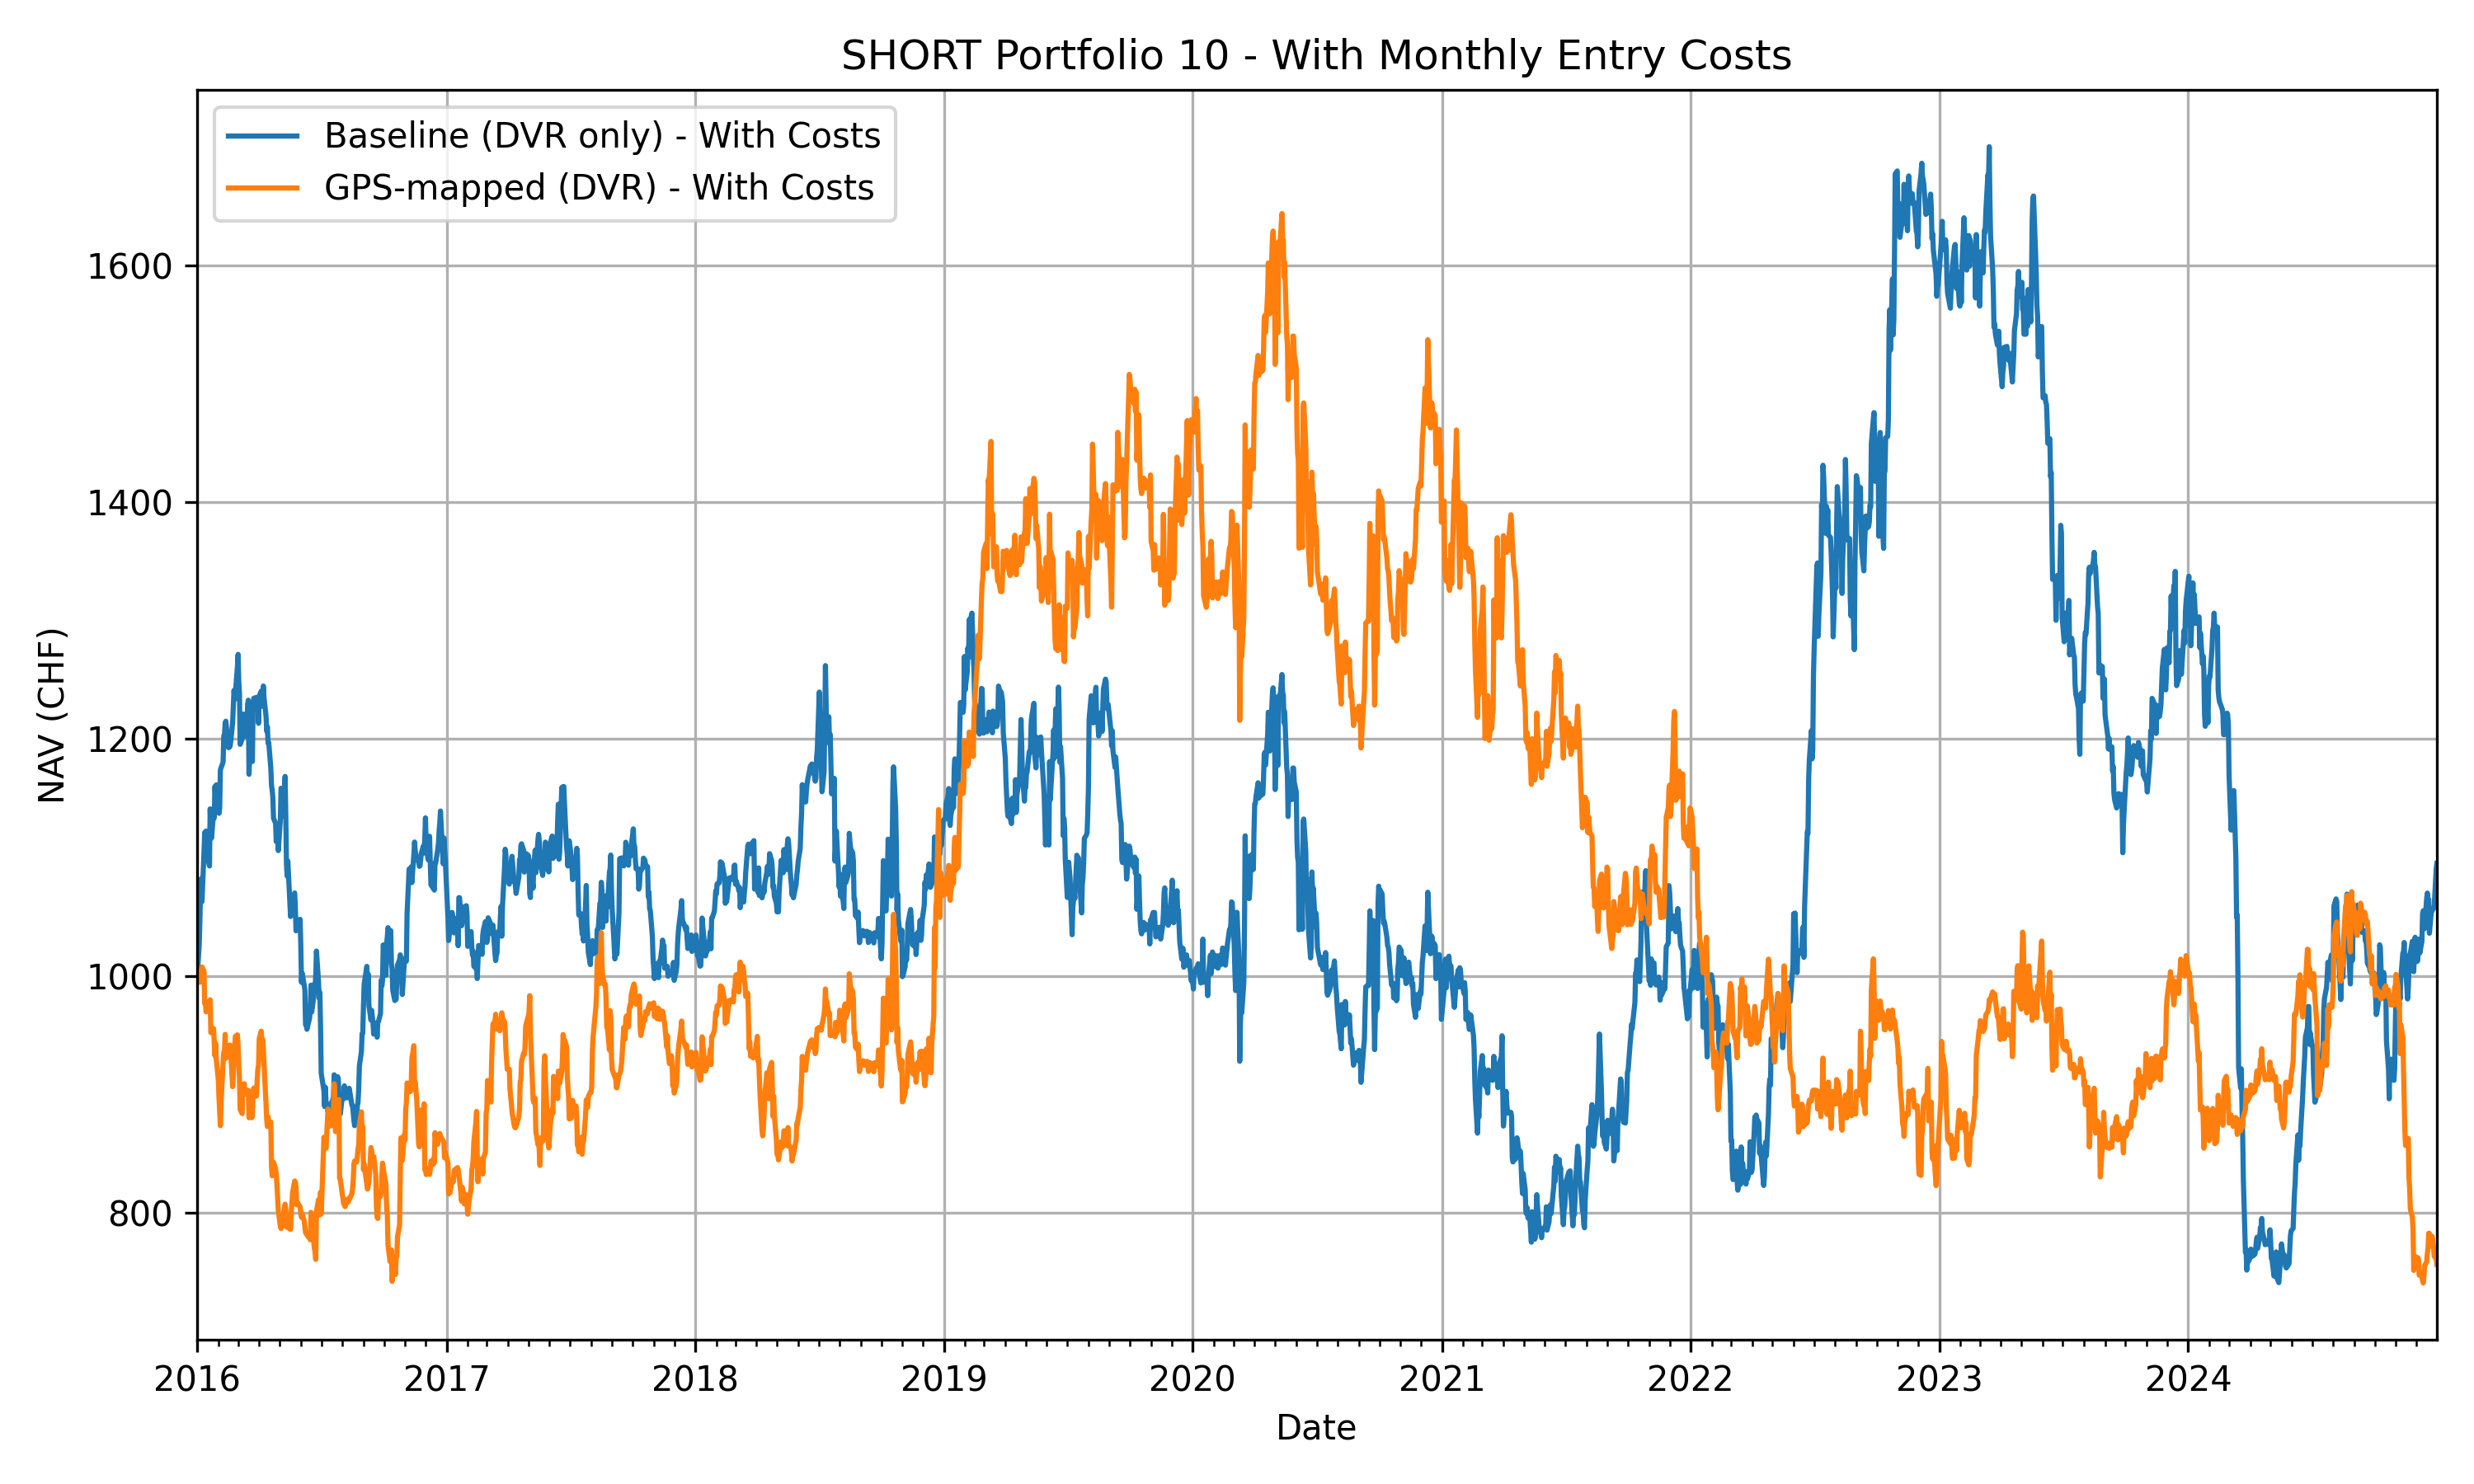 SHORT Portfolio 10 - With Monthly Entry Costs
Baseline (DVR only) - With Costs
GPS-mapped (DVR) - With Costs
NAV (CHF)
1600
1400
1200
1000
800
2016 2017 2018 2019 2020 2021 2022 2023 2024
Date